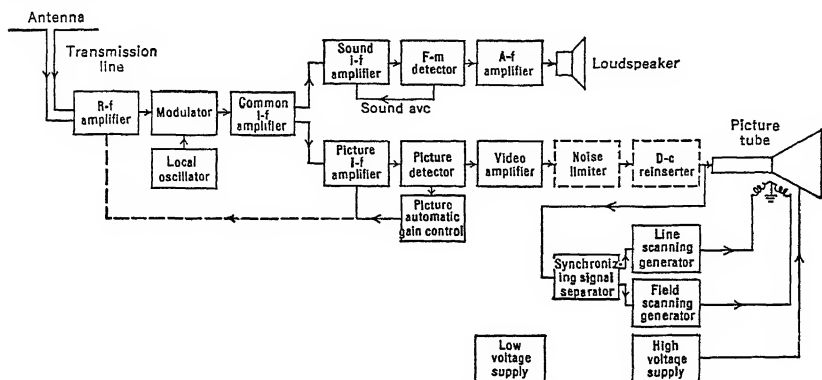 Antenna
Transmission
line
R-f
amplifier
Modulator
Local
oscillator
Common
i-f
amplifier
Sound
i-f
amplifier
F-m
detector
A-f
amplifier
Loudspeaker
Sound avc
Picture
i-f
amplifier
Picture
detector
Video
amplifier
Noise
limiter
D-c
reinserter
Picture
tube
Picture
automatic
gain control
Synchroniz-
ing signal
separator
Line
scanning
generator
Field
scanning
generator
Low
voltage
supply
High
voltage
supply